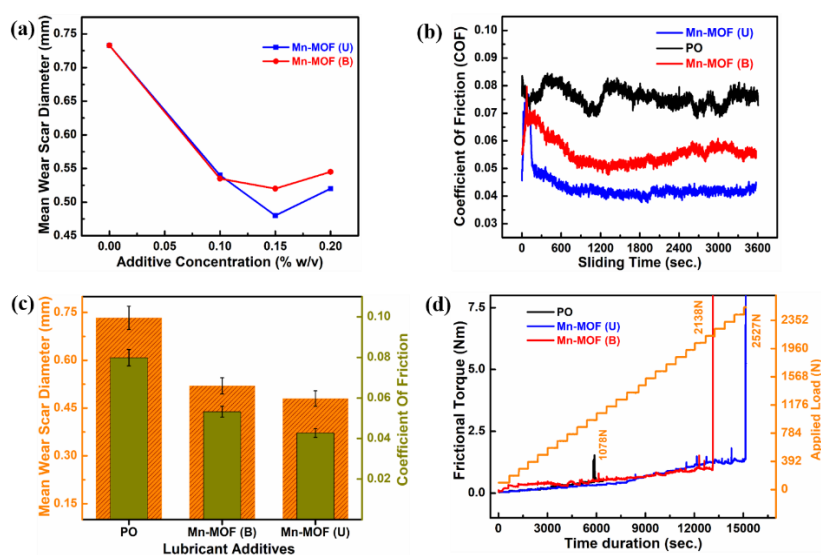 (a)
Mn-MOF (U)
Mn-MOF (B)
Mean Wear Scar Diameter (mm)
0.75
0.70
0.65
0.60
0.55
0.50
0.45
0.00 0.05 0.10 0.15 0.20
Additive Concentration (% w/v)
(b)
Mn-MOF (U)
PO
Mn-MOF (B)
Coefficient Of Friction (COF)
0.10
0.09
0.08
0.07
0.06
0.05
0.04
0.03
0 600 1200 1800 2400 3000 3600
Sliding Time (sec.)
(c)
Mean Wear Scar Diameter (mm)
0.75
0.60
0.45
0.30
0.15
0.10
0.08
0.06
0.04
0.02
Coefficient Of Friction
PO Mn-MOF (B) Mn-MOF (U)
Lubricant Additives
(d)
PO
Mn-MOF (U)
Mn-MOF (B)
Frictional Torque (Nm)
7.5
5.0
2.5
0.0
1078N
2138N
2527N
2352
1960
1568
1176
784
392
0
Applied Load (N)
0 3000 6000 9000 12000 15000
Time duration (sec.)